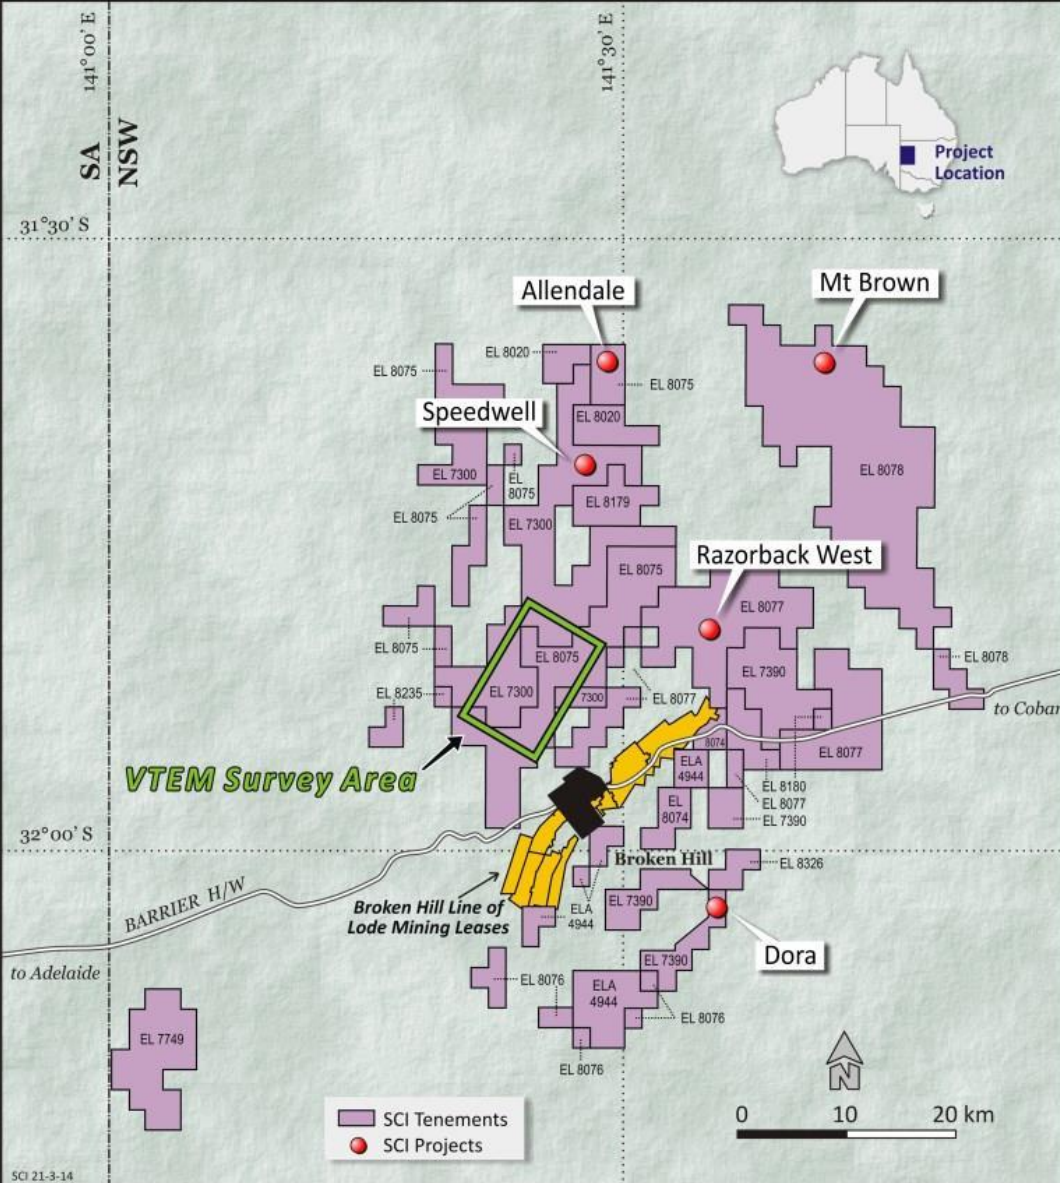 141°00' E
141°30' E
SA
NSW
Project
Location
31°30' S
Allendale
Mt Brown
EL 8020
EL 8075
EL 8075
Speedwell
EL 8020
EL 7300
EL
8075
EL 8078
EL 8179
EL 8075
EL 7300
Razorback West
EL 8075
EL 8077
EL 8075
EL 8075
EL 8078
EL 7390
EL 8235
EL 7300
7300
EL 8077
to Cobar
8074
EL 8077
ELA
4944
VTEM Survey Area
EL 8180
EL 8077
EL
8074
EL 7390
32°00' S
Broken Hill
EL 8326
BARRIER H/W
EL 7390
Broken Hill Line of
Lode Mining Leases
ELA
4944
Dora
to Adelaide
EL 7390
EL 8076
ELA
4944
EL 8076
EL 7749
EL 8076
N
SCI Tenements
SCI Projects
0 10 20 km
SCI 21-3-14